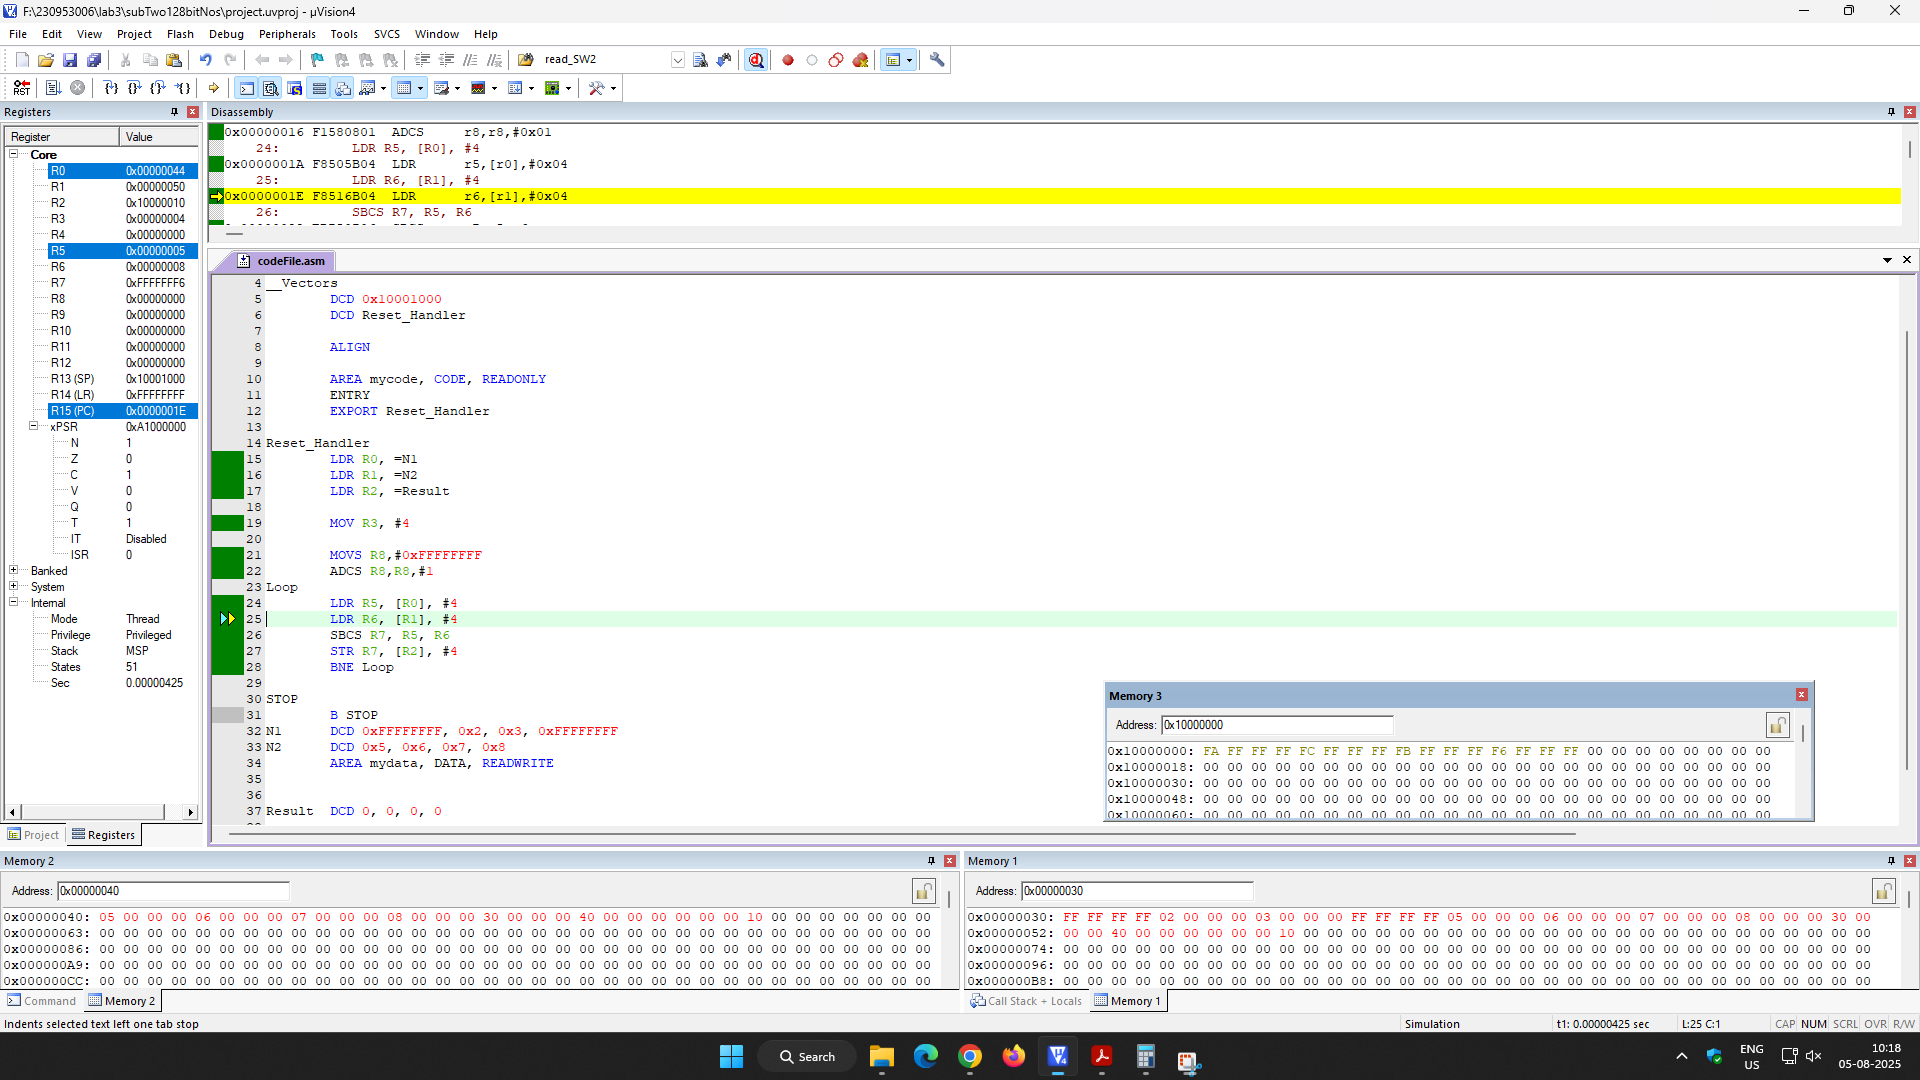 F:\230953006\lab3\subTwo128bitNos\project.uvproj - µVision4
File Edit View Project Flash Debug Peripherals Tools SVCS Window Help
read_SW2
RST
Registers
Register Value
Core
R0 0x00000044
R1 0x00000050
R2 0x10000010
R3 0x00000004
R4 0x00000000
R5 0x00000005
R6 0x00000008
R7 0xFFFFFFF6
R8 0x00000000
R9 0x00000000
R10 0x00000000
R11 0x00000000
R12 0x00000000
R13 (SP) 0x10001000
R14 (LR) 0xFFFFFFFF
R15 (PC) 0x0000001E
xPSR 0xA1000000
N 1
Z 0
C 1
V 0
Q 0
T 1
IT Disabled
ISR 0
Banked
System
Internal
Mode Thread
Privilege Privileged
Stack MSP
States 51
Sec 0.00000425
Project Registers
Disassembly
0x00000016 F1580801 ADCS r8,r8,#0x01
24: LDR R5, [R0], #4
0x0000001A F8505B04 LDR r5,[r0],#0x04
25: LDR R6, [R1], #4
0x0000001E F8516B04 LDR r6,[r1],#0x04
26: SBCS R7, R5, R6
codeFile.asm
4 __Vectors
5 DCD 0x10001000
6 DCD Reset_Handler
7
8 ALIGN
9
10 AREA mycode, CODE, READONLY
11 ENTRY
12 EXPORT Reset_Handler
13
14 Reset_Handler
15 LDR R0, =N1
16 LDR R1, =N2
17 LDR R2, =Result
18
19 MOV R3, #4
20
21 MOVS R8,#0xFFFFFFFF
22 ADCS R8,R8,#1
23 Loop
24 LDR R5, [R0], #4
25 LDR R6, [R1], #4
26 SBCS R7, R5, R6
27 STR R7, [R2], #4
28 BNE Loop
29
30 STOP
31 B STOP
32 N1 DCD 0xFFFFFFFF, 0x2, 0x3, 0xFFFFFFFF
33 N2 DCD 0x5, 0x6, 0x7, 0x8
34 AREA mydata, DATA, READWRITE
35
36
37 Result DCD 0, 0, 0, 0
Memory 3
Address: 0x10000000
0x10000000: FA FF FF FF FC FF FF FF FB FF FF FF F6 FF FF FF 00 00 00 00 00 00 00 00
0x10000018: 00 00 00 00 00 00 00 00 00 00 00 00 00 00 00 00 00 00 00 00 00 00 00 00
0x10000030: 00 00 00 00 00 00 00 00 00 00 00 00 00 00 00 00 00 00 00 00 00 00 00 00
0x10000048: 00 00 00 00 00 00 00 00 00 00 00 00 00 00 00 00 00 00 00 00 00 00 00 00
0x10000060: 00 00 00 00 00 00 00 00 00 00 00 00 00 00 00 00 00 00 00 00 00 00 00 00
Memory 2
Address: 0x00000040
0x00000040: 05 00 00 00 06 00 00 00 07 00 00 00 08 00 00 00 30 00 00 00 40 00 00 00 00 00 00 10 00 00 00 00 00 00 00
0x00000063: 00 00 00 00 00 00 00 00 00 00 00 00 00 00 00 00 00 00 00 00 00 00 00 00 00 00 00 00 00 00 00 00 00 00 00
0x00000086: 00 00 00 00 00 00 00 00 00 00 00 00 00 00 00 00 00 00 00 00 00 00 00 00 00 00 00 00 00 00 00 00 00 00 00
0x000000A9: 00 00 00 00 00 00 00 00 00 00 00 00 00 00 00 00 00 00 00 00 00 00 00 00 00 00 00 00 00 00 00 00 00 00 00
0x000000CC: 00 00 00 00 00 00 00 00 00 00 00 00 00 00 00 00 00 00 00 00 00 00 00 00 00 00 00 00 00 00 00 00 00 00 00
Command Memory 2
Memory 1
Address: 0x00000030
0x00000030: FF FF FF FF 02 00 00 00 03 00 00 00 FF FF FF FF 05 00 00 00 06 00 00 00 07 00 00 00 08 00 00 00 30 00
0x00000052: 00 00 40 00 00 00 00 00 00 10 00 00 00 00 00 00 00 00 00 00 00 00 00 00 00 00 00 00 00 00 00 00 00 00
0x00000074: 00 00 00 00 00 00 00 00 00 00 00 00 00 00 00 00 00 00 00 00 00 00 00 00 00 00 00 00 00 00 00 00 00 00
0x00000096: 00 00 00 00 00 00 00 00 00 00 00 00 00 00 00 00 00 00 00 00 00 00 00 00 00 00 00 00 00 00 00 00 00 00
0x000000B8: 00 00 00 00 00 00 00 00 00 00 00 00 00 00 00 00 00 00 00 00 00 00 00 00 00 00 00 00 00 00 00 00 00 00
Call Stack + Locals Memory 1
Indents selected text left one tab stop
Simulation t1: 0.00000425 sec L:25 C:1 CAP NUM SCRL OVR R/W
Search
ENG
US
10:18
05-08-2025